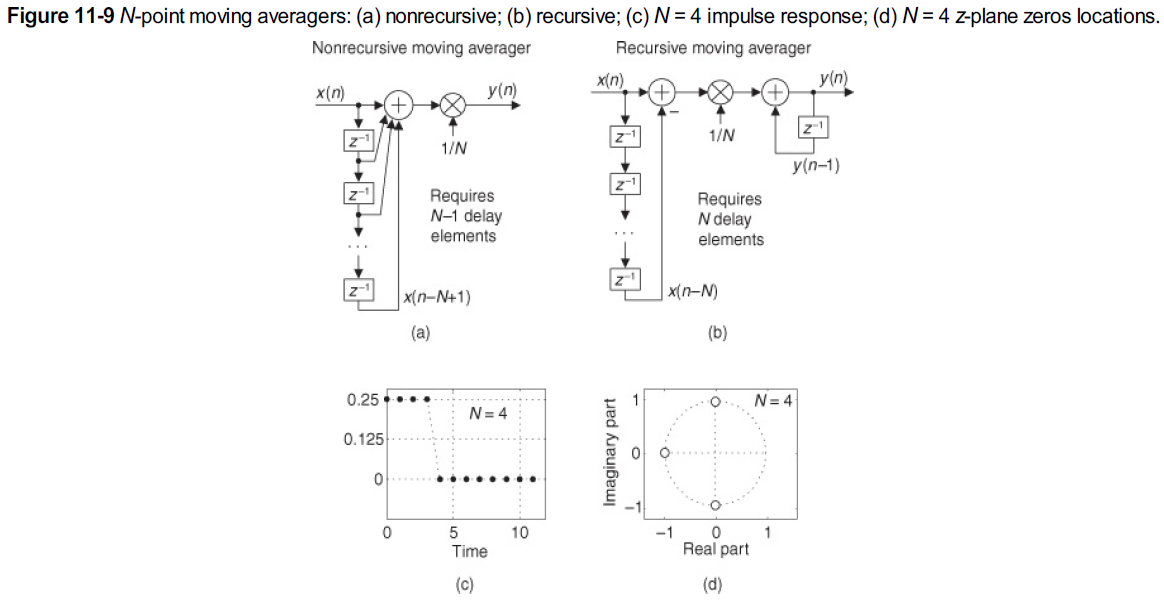 Figure 11-9 N-point moving averagers: (a) nonrecursive; (b) recursive; (c) N = 4 impulse response; (d) N = 4 z-plane zeros locations.
Nonrecursive moving averager
x(n)
y(n)
z⁻¹
1/N
z⁻¹
Requires
N–1 delay
elements
...
z⁻¹
x(n–N+1)
(a)
Recursive moving averager
x(n)
y(n)
–
z⁻¹
1/N
z⁻¹
y(n–1)
z⁻¹
Requires
N delay
elements
...
z⁻¹
x(n–N)
(b)
0.25
N = 4
0.125
0
0 5 10
Time
(c)
Imaginary part
1
N = 4
0
–1
–1 0 1
Real part
(d)